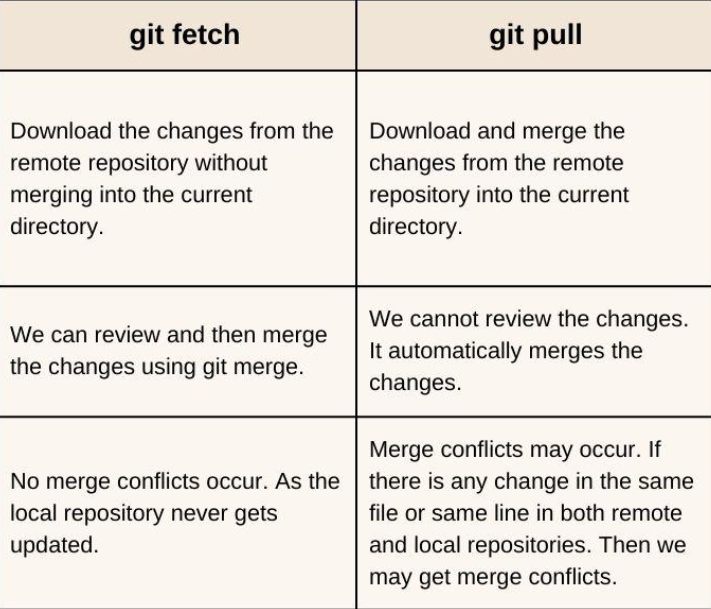 git fetch
git pull
Download the changes from the
remote repository without
merging into the current
directory.
Download and merge the
changes from the remote
repository into the current
directory.
We can review and then merge
the changes using git merge.
We cannot review the changes.
It automatically merges the
changes.
No merge conflicts occur. As the
local repository never gets
updated.
Merge conflicts may occur. If
there is any change in the same
file or same line in both remote
and local repositories. Then we
may get merge conflicts.